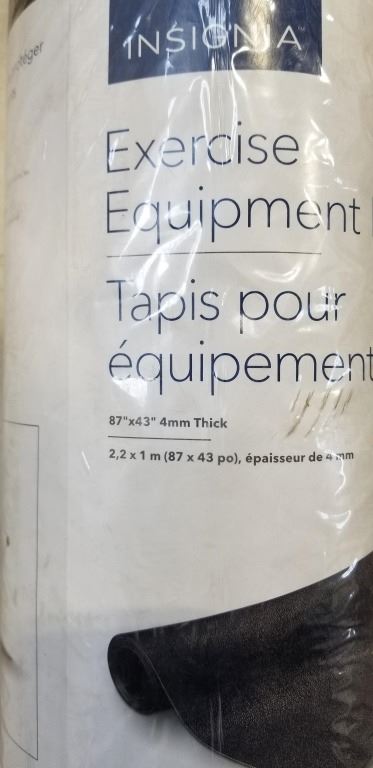 INSIGNIA™
Exercise
Equipment
Tapis pour
équipement
87"x43" 4mm Thick
2,2 x 1 m (87 x 43 po), épaisseur de 4 mm